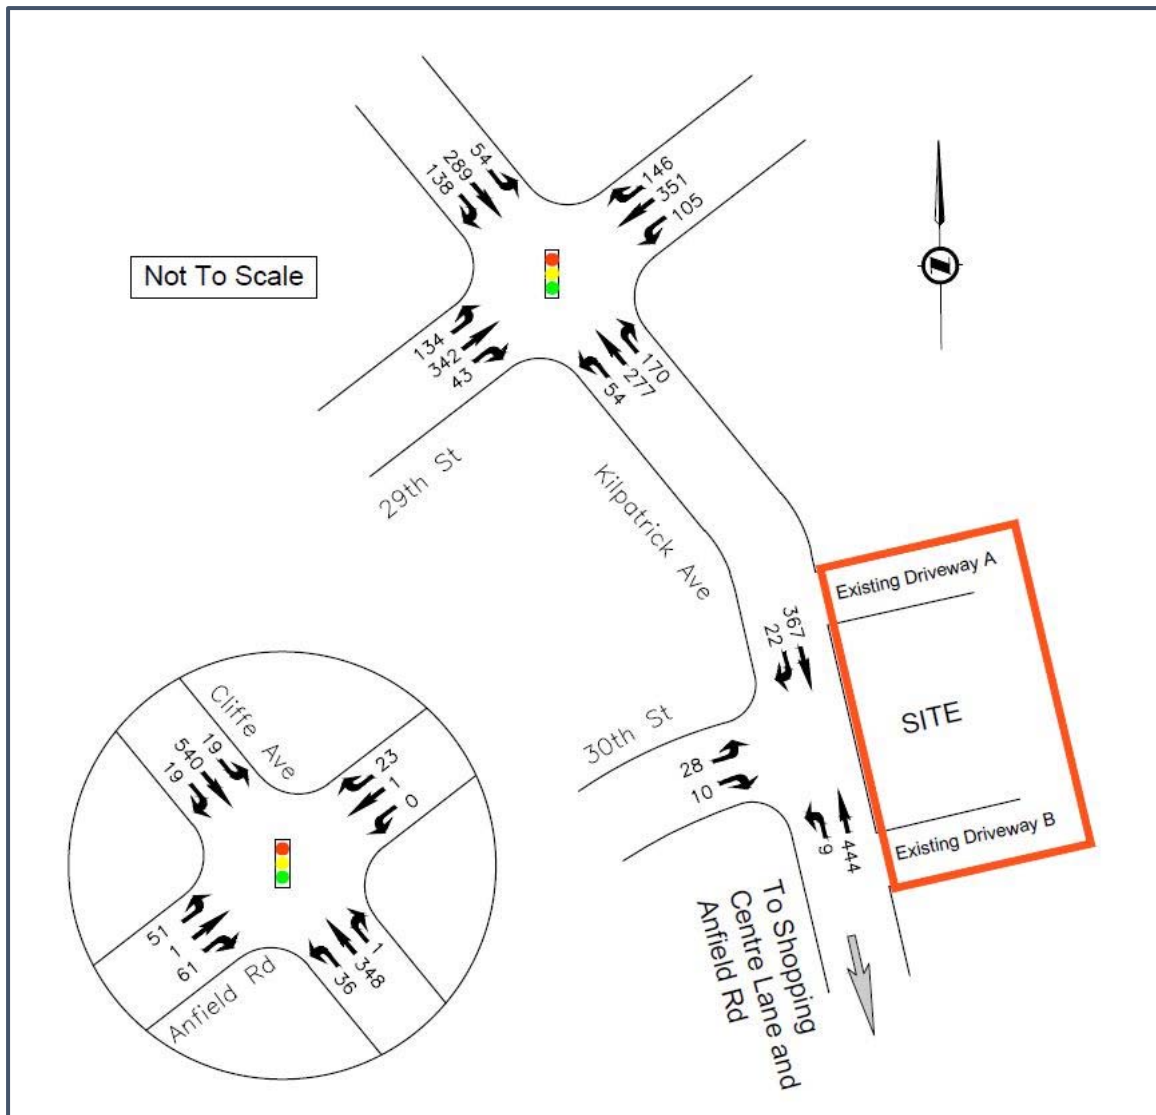 54
289
138
146
351
105
Not To Scale
134
342
43
170
277
54
29th St
Kilpatrick Ave
Existing Driveway A
367
22
SITE
30th St
28
10
9
444
Existing Driveway B
To Shopping
Centre Lane and
Anfield Rd
Cliffe Ave
19
540
19
23
1
0
51
1
61
1
348
36
Anfield Rd